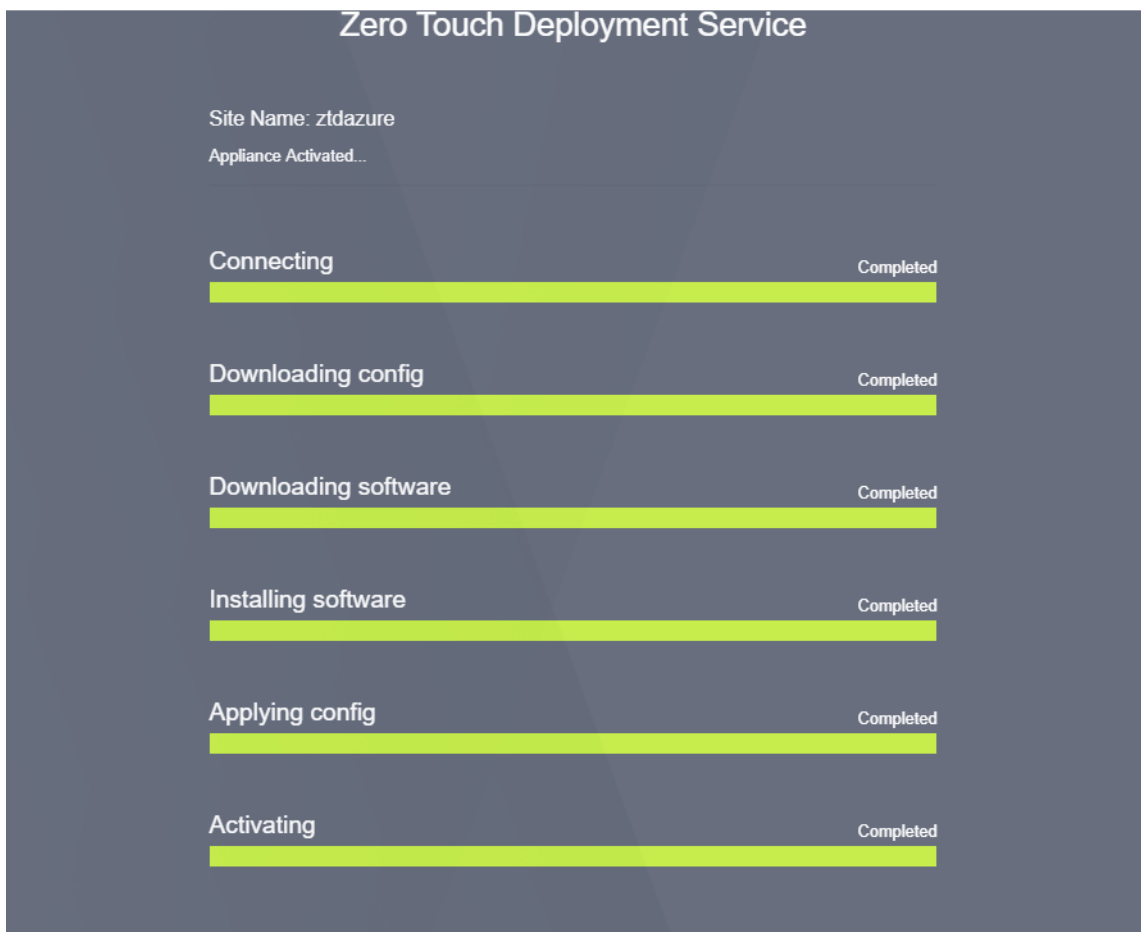 Zero Touch Deployment Service
Site Name: ztdazure
Appliance Activated...
Connecting
Completed
Downloading config
Completed
Downloading software
Completed
Installing software
Completed
Applying config
Completed
Activating
Completed